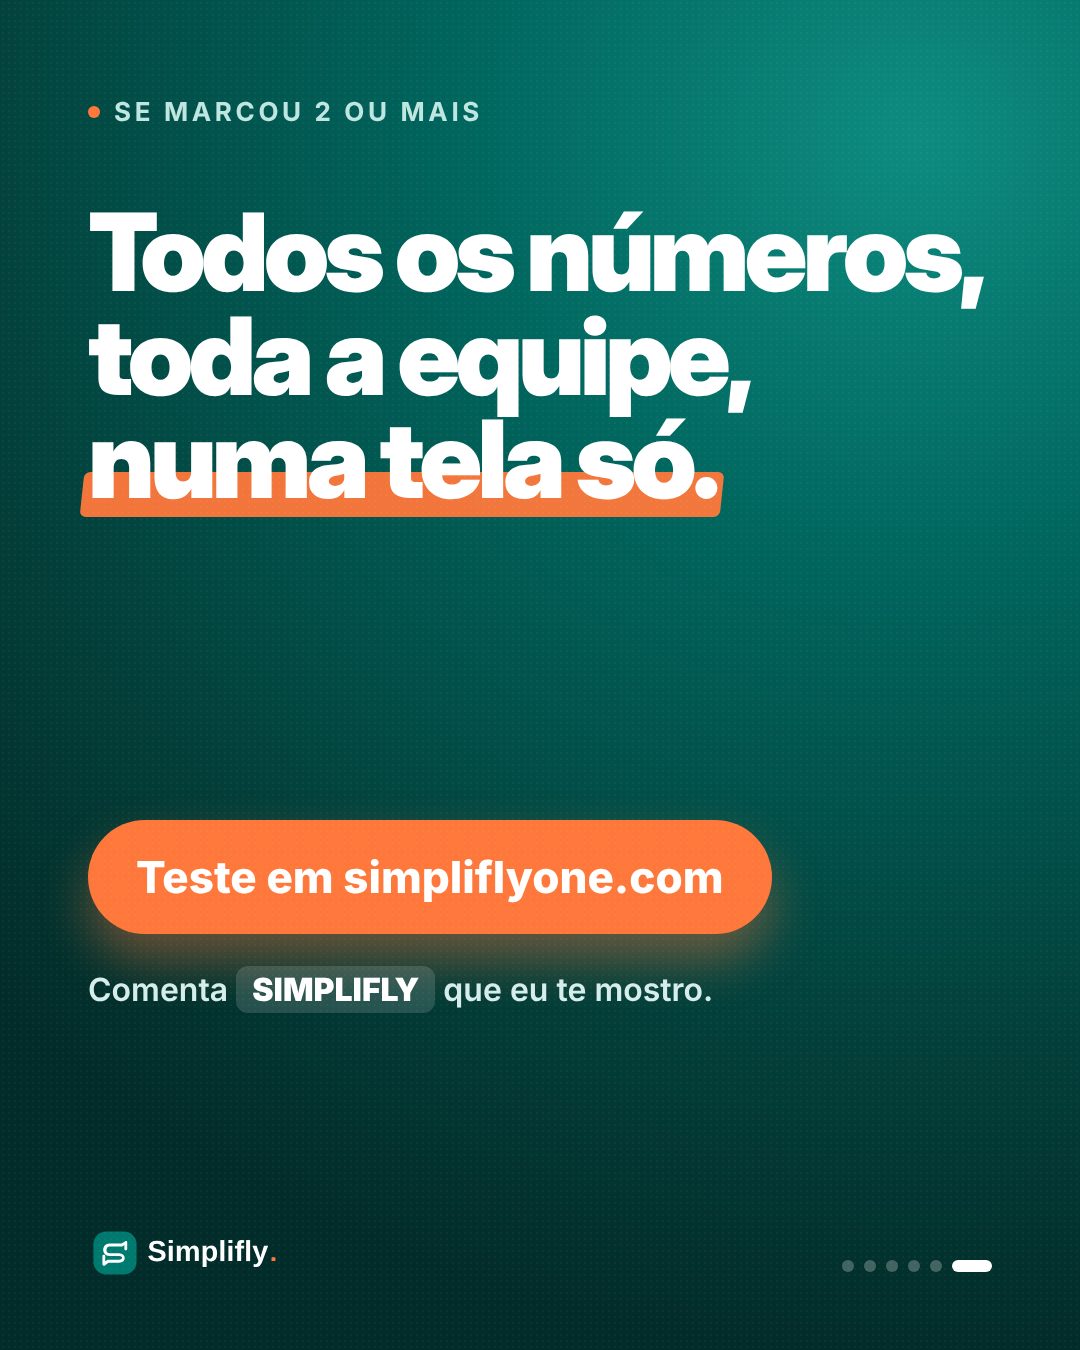 SE MARCOU 2 OU MAIS
Todos os números,
toda a equipe,
numa tela só.
Teste em simpliflyone.com
Comenta SIMPLIFLY que eu te mostro.
Simplifly.